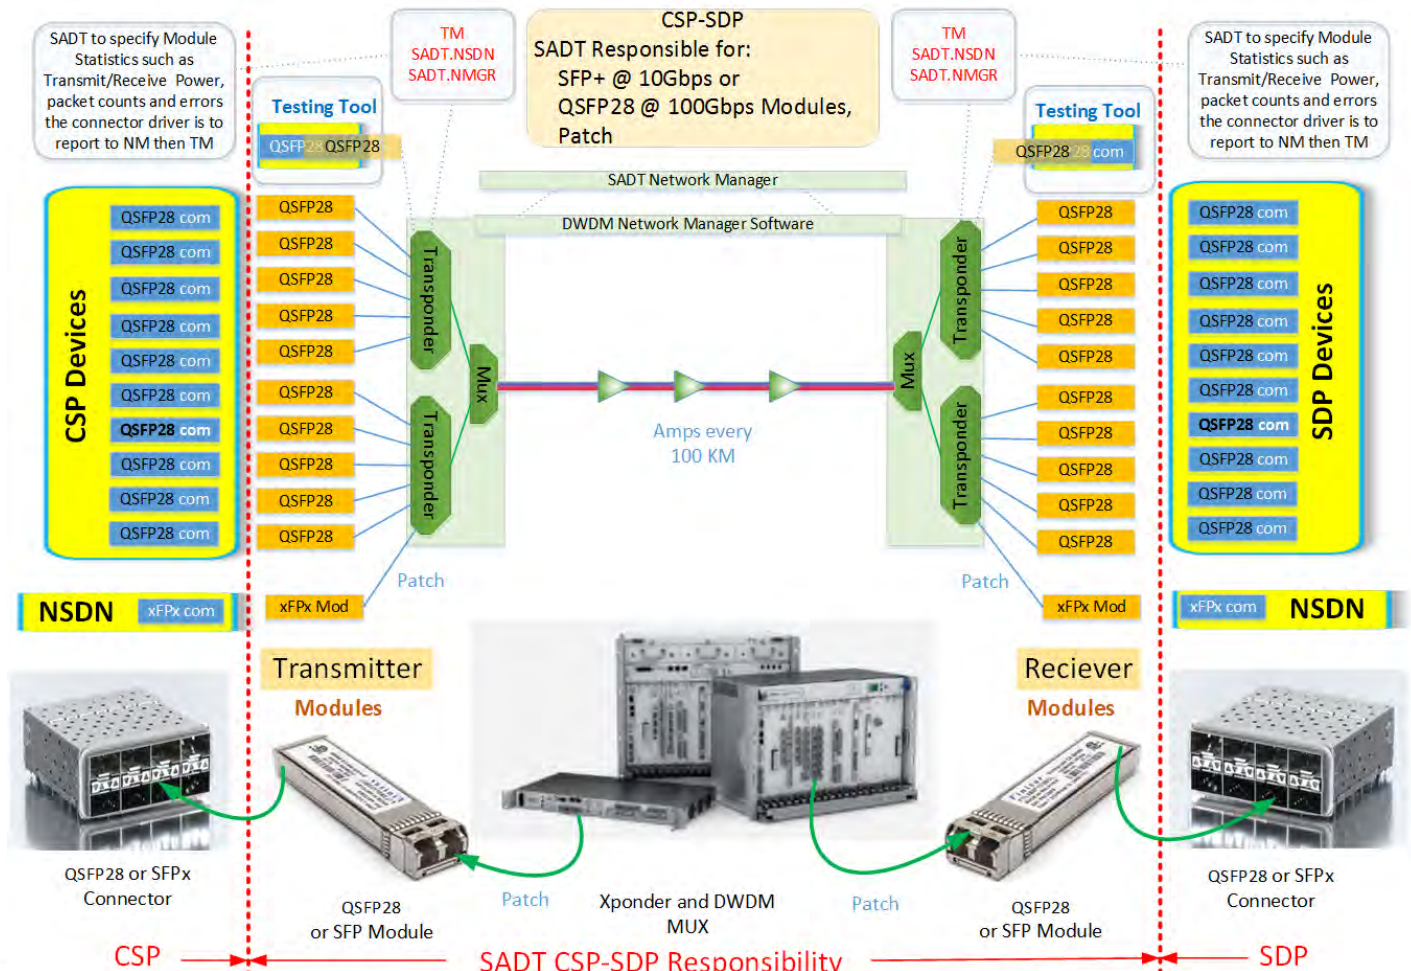 SADT to specify Module
Statistics such as
Transmit/Receive Power,
packet counts and errors
the connector driver is to
report to NM then TM
TM
SADT.NSDN
SADT.NMGR
CSP-SDP
SADT Responsible for:
SFP+ @ 10Gbps or
QSFP28 @ 100Gbps Modules,
Patch
TM
SADT.NSDN
SADT.NMGR
SADT to specify Module
Statistics such as
Transmit/Receive Power,
packet counts and errors
the connector driver is to
report to NM then TM
Testing Tool
QSFP28 QSFP28
Testing Tool
QSFP28 com
SADT Network Manager
DWDM Network Manager Software
CSP Devices
QSFP28 com
QSFP28 com
QSFP28 com
QSFP28 com
QSFP28 com
QSFP28 com
QSFP28 com
QSFP28 com
QSFP28 com
QSFP28 com
QSFP28
QSFP28
QSFP28
QSFP28
QSFP28
QSFP28
QSFP28
QSFP28
QSFP28
QSFP28
Transponder
Transponder
Mux
Amps every
100 KM
Mux
Transponder
Transponder
QSFP28
QSFP28
QSFP28
QSFP28
QSFP28
QSFP28
QSFP28
QSFP28
QSFP28
QSFP28
QSFP28 com
QSFP28 com
QSFP28 com
QSFP28 com
QSFP28 com
QSFP28 com
QSFP28 com
QSFP28 com
QSFP28 com
QSFP28 com
SDP Devices
Patch
Patch
NSDN
xFPx com
xFPx Mod
xFPx Mod
xFPx com
NSDN
Transmitter
Modules
Reciever
Modules
Finisar
QSFP28 or SFPx
Connector
QSFP28
or SFP Module
Patch
Xponder and DWDM
MUX
Patch
QSFP28
or SFP Module
QSFP28 or SFPx
Connector
CSP
SADT CSP-SDP Responsibility
SDP